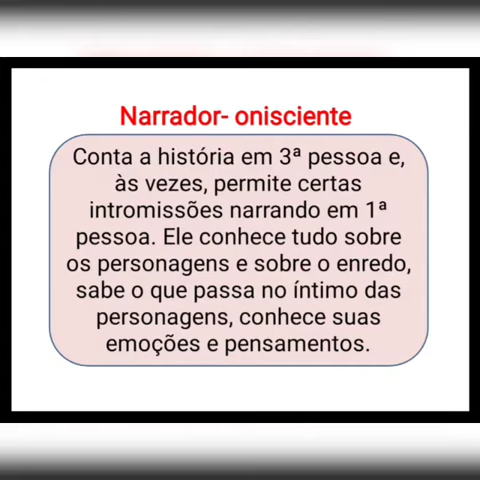 Narrador- onisciente
Conta a história em 3ª pessoa e,
às vezes, permite certas
intromissões narrando em 1ª
pessoa. Ele conhece tudo sobre
os personagens e sobre o enredo,
sabe o que passa no íntimo das
personagens, conhece suas
emoções e pensamentos.